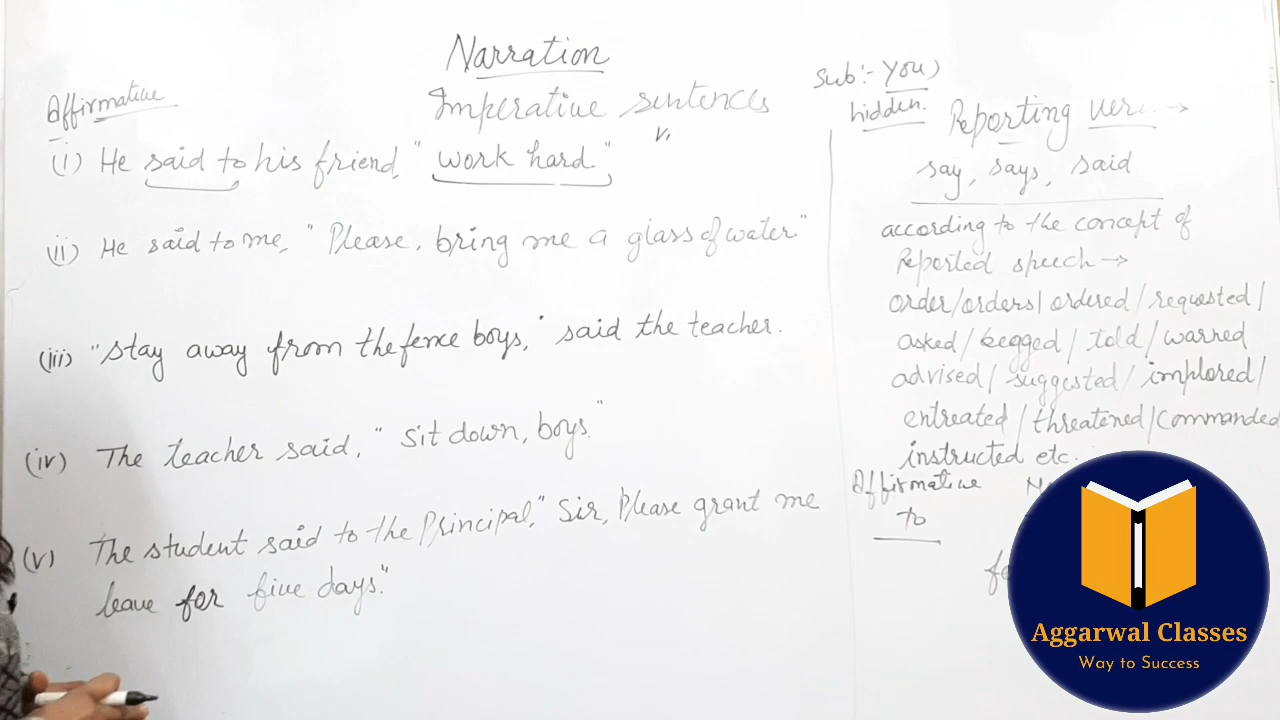 Narration
Affirmative
Imperative sentences
(i) He said to his friend, "work hard."
(ii) He said to me, "Please, bring me a glass of water."
(iii) "Stay away from the fence boys," said the teacher.
(iv) The teacher said, "Sit down, boys."
(v) The student said to the Principal, "Sir, Please grant me
leave for five days."
Sub:- You)
hidden.
Reporting
say, says, said
according to the concept of
Reported speech →
order/orders/ordered/requested/
asked/begged/told/warned
advised/suggested/implored/
entreated/threatened/commanded
instructed etc.
Affirmative
to
Aggarwal Classes
Way to Success